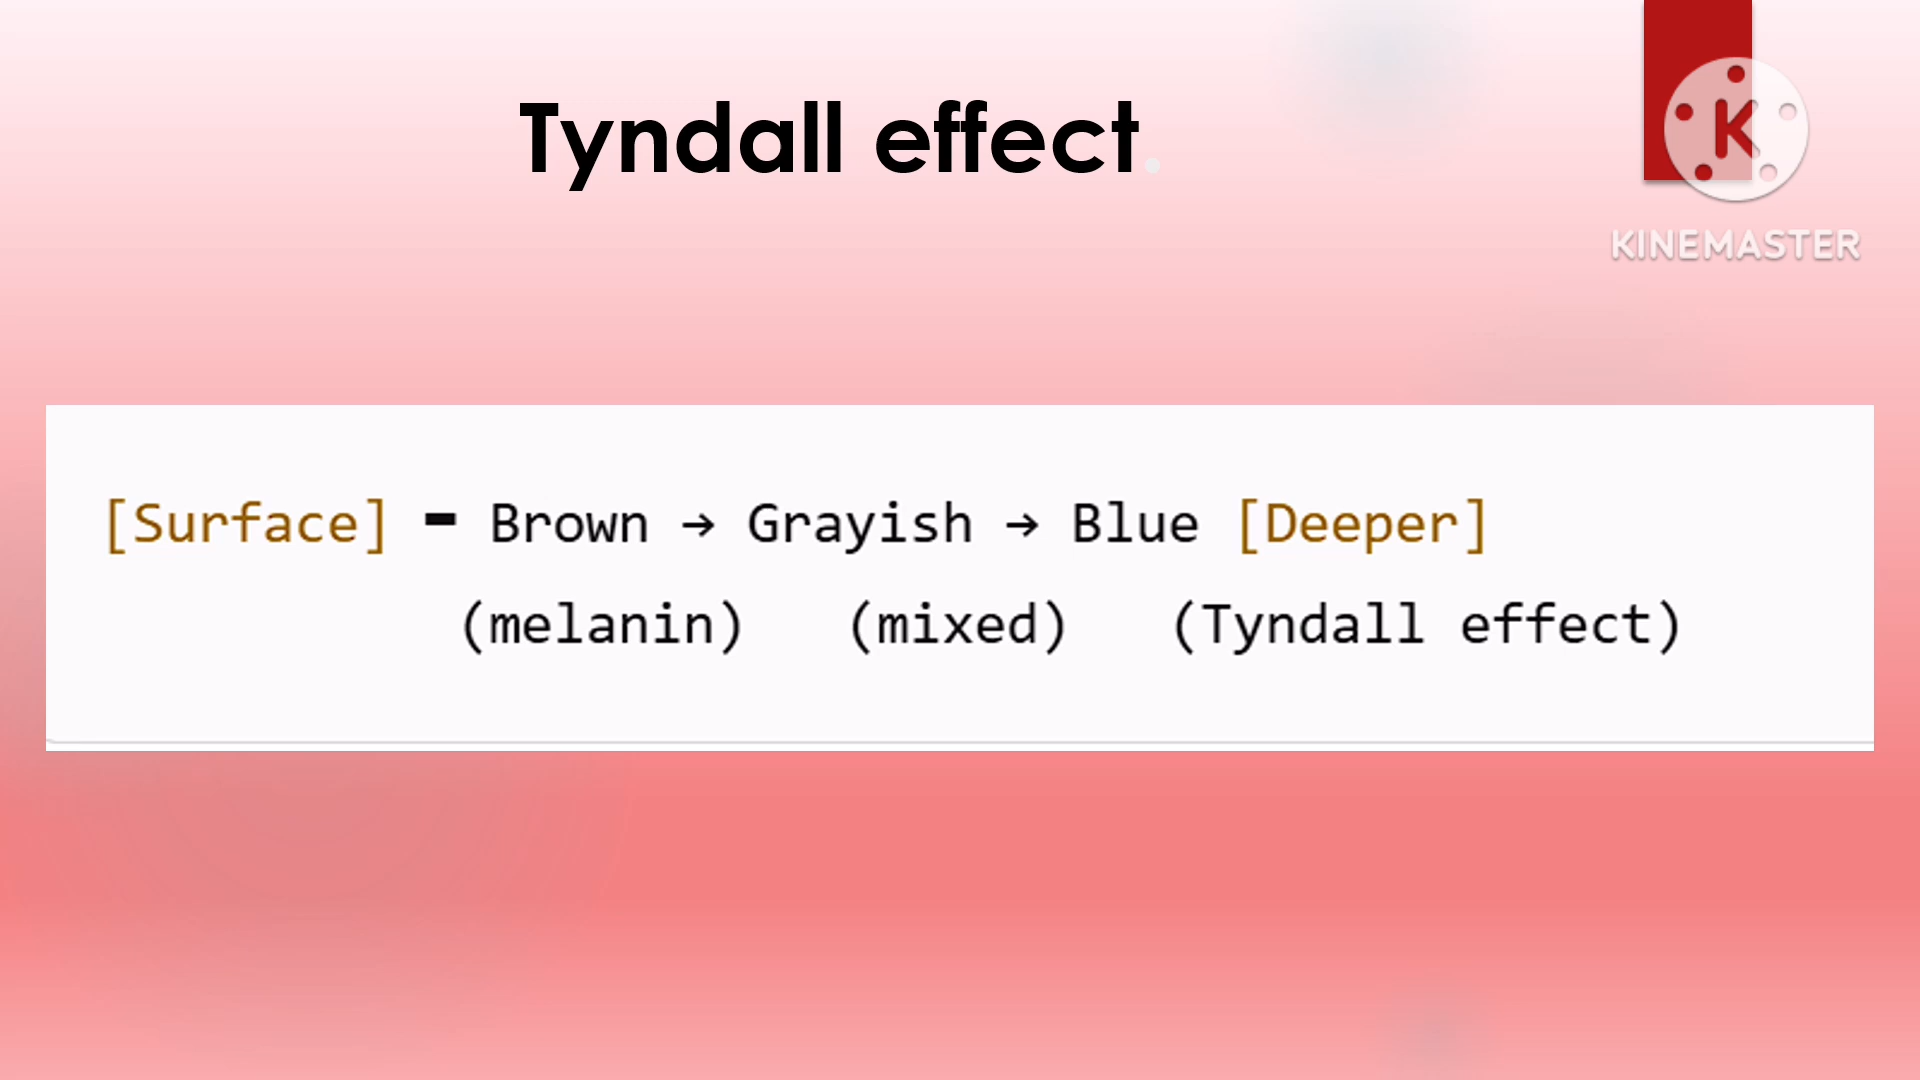 Tyndall effect.
K
KINEMASTER
[Surface] - Brown → Grayish → Blue [Deeper]
(melanin) (mixed) (Tyndall effect)